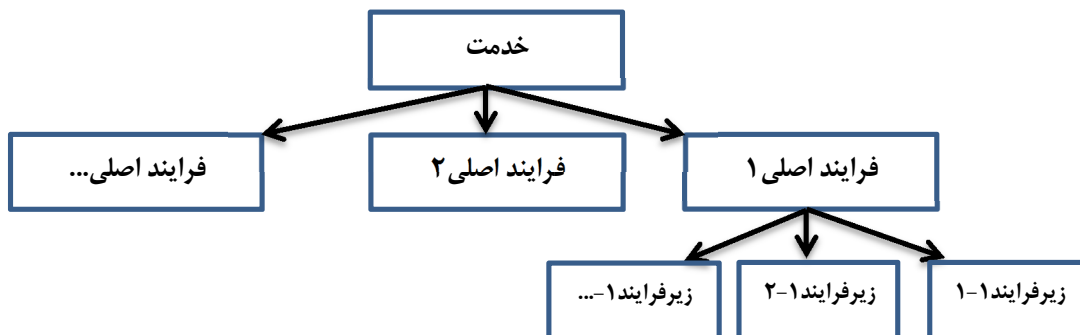 خدمت
فرایند اصلی۱
فرایند اصلی۲
فرایند اصلی...
زیرفرایند۱-۱
زیرفرایند۱-۲
زیرفرایند۱-...